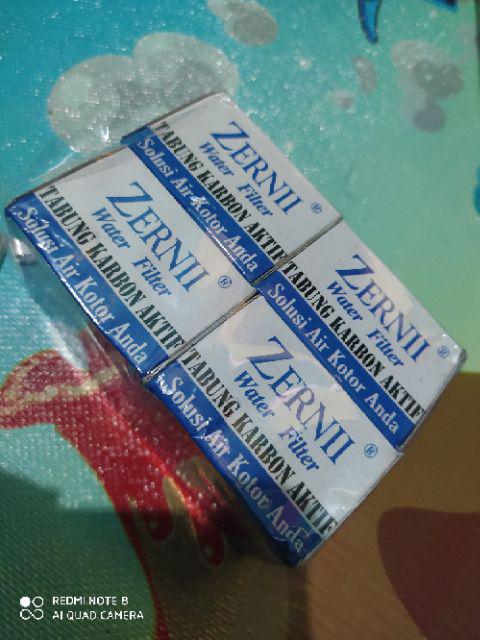 ZERNII ®
Water Filter
TABUNG KARBON AKTIF
Solusi Air Kotor Anda
ZERNII ®
Water Filter
TABUNG KARBON AKTIF
Solusi Air Kotor Anda
ZERNII ®
Water Filter
TABUNG KARBON AKTIF
Solusi Air Kotor Anda
ZERNII ®
Water Filter
TABUNG KARBON AKTIF
Solusi Air Kotor Anda
REDMI NOTE 8
AI QUAD CAMERA